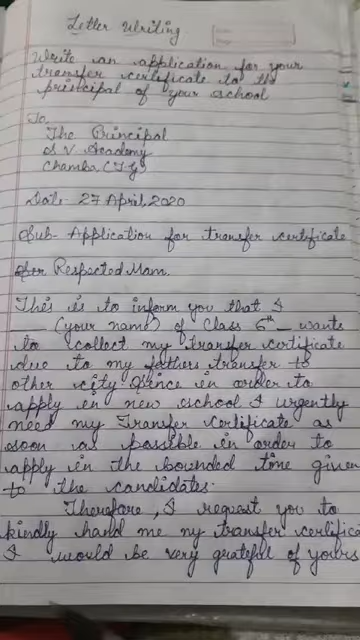 Letter Writing
Write an application for your
transfer certificate to the
principal of your school
To,
The Principal
S. V. Academy
Chamba (T.G)
Date- 27 April, 2020
Sub- Application for transfer certificate
Respected Mam.
This is to inform you that I
___ (your name) of Class 6th _ wants
to collect my transfer certificate
due to my fathers transfer to
other city Since in order to
apply in new school I urgently
need my Transfer certificate as
soon as possible in order to
apply in the bounded time given
to the candidates.
Therefore, I request you to
kindly hand me my transfer certifica
I would be very grateful of yours